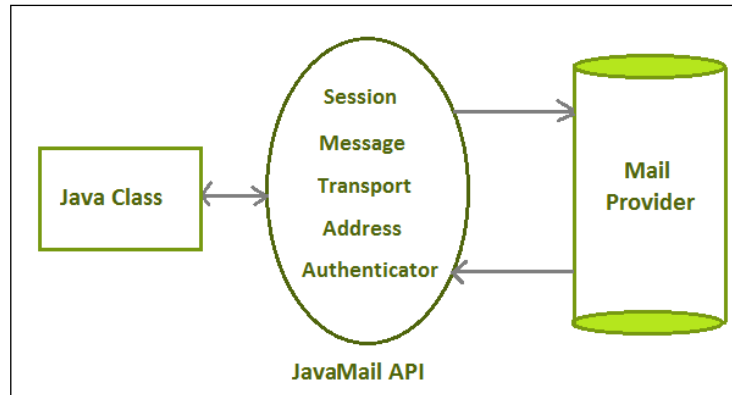 Java Class
Session
Message
Transport
Address
Authenticator
JavaMail API
Mail
Provider